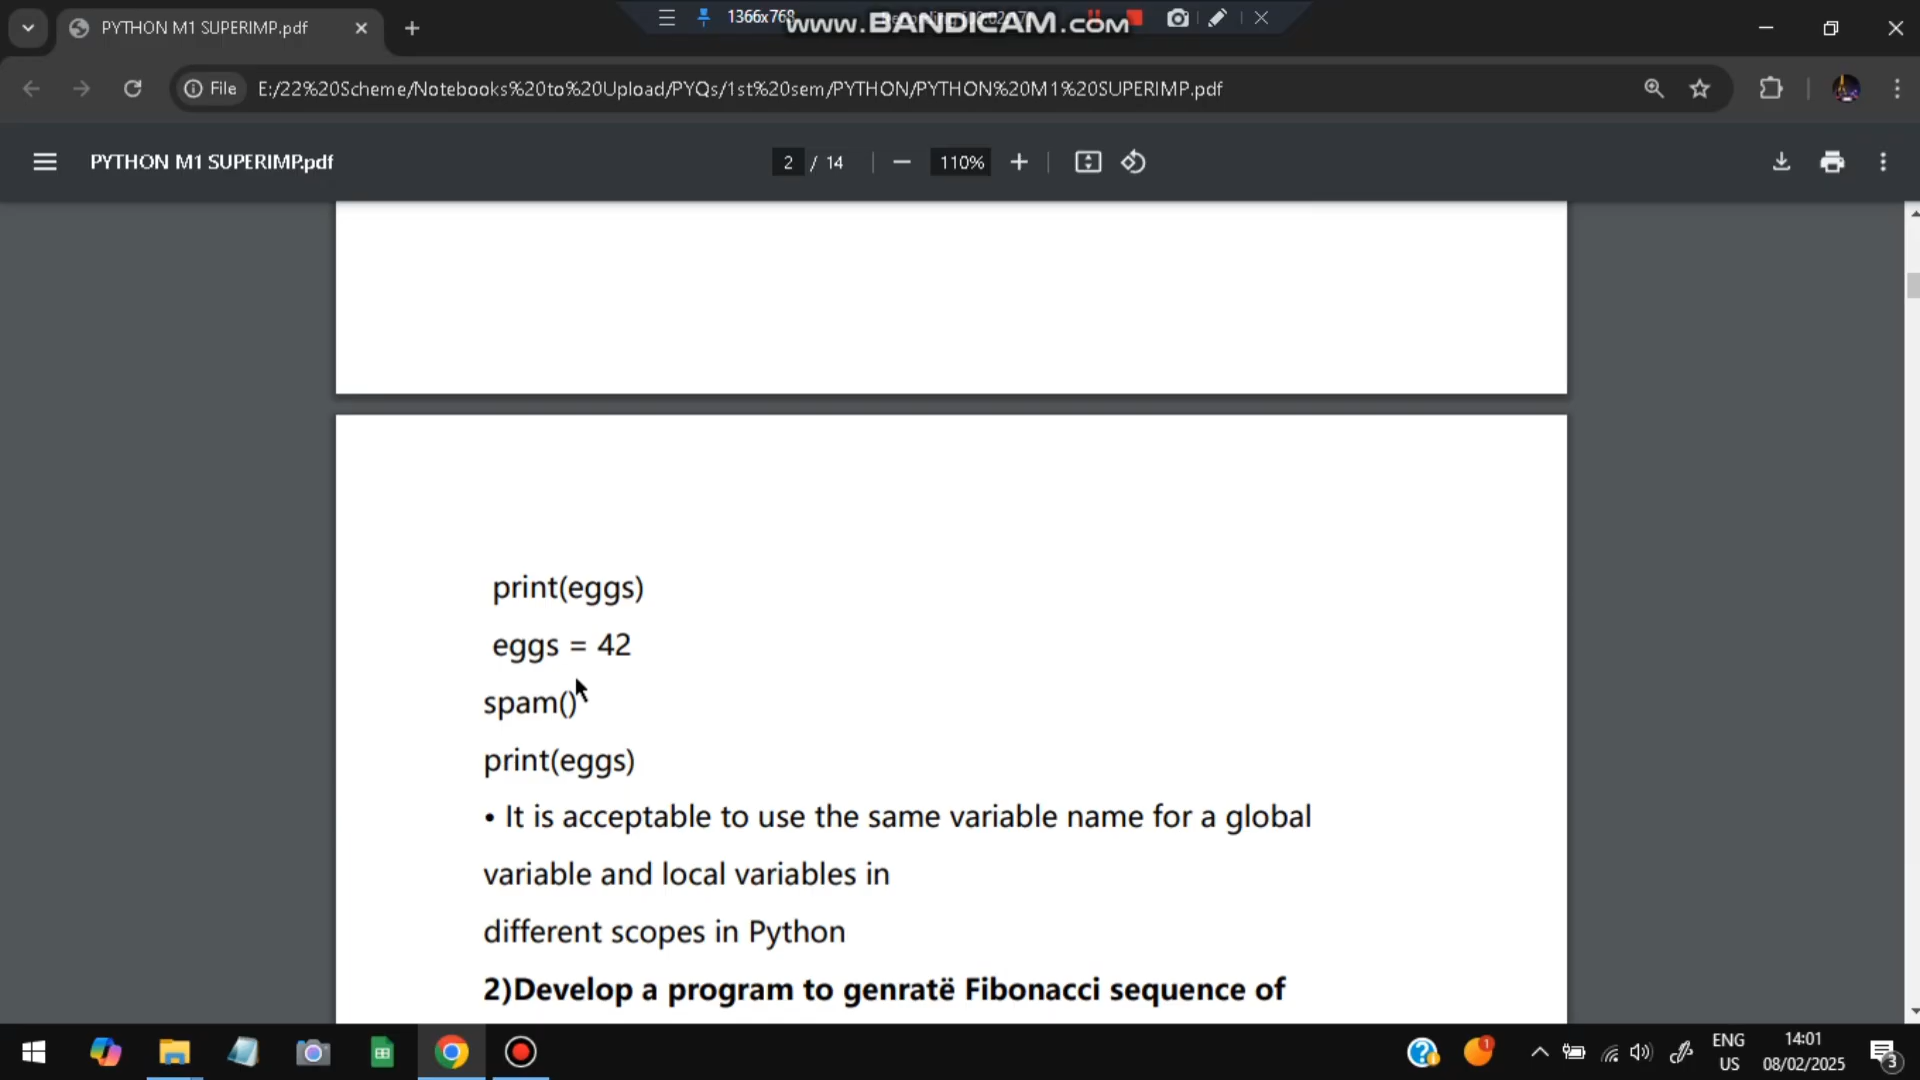 PYTHON M1 SUPERIMP.pdf
1366x768
www.BANDICAM.com
File
E:/22%20Scheme/Notebooks%20to%20Upload/PYQs/1st%20sem/PYTHON/PYTHON%20M1%20SUPERIMP.pdf
PYTHON M1 SUPERIMP.pdf
2 / 14
110%
print(eggs)
eggs = 42
spam()
print(eggs)
• It is acceptable to use the same variable name for a global
variable and local variables in
different scopes in Python
2)Develop a program to genratë Fibonacci sequence of
1
ENG
US
14:01
08/02/2025
3